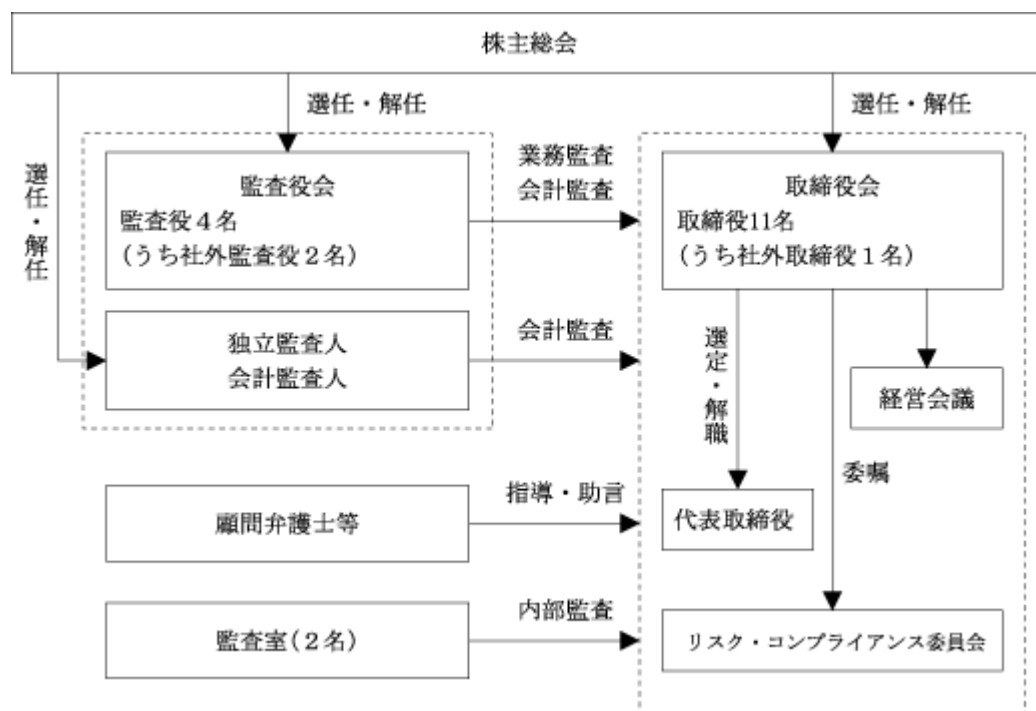 株主総会
選任・解任
選任・解任
選任・解任
監査役会
監査役4名
(うち社外監査役2名)
業務監査
会計監査
取締役会
取締役11名
(うち社外取締役1名)
独立監査人
会計監査人
会計監査
選定・解職
経営会議
委嘱
顧問弁護士等
指導・助言
代表取締役
監査室(2名)
内部監査
リスク・コンプライアンス委員会